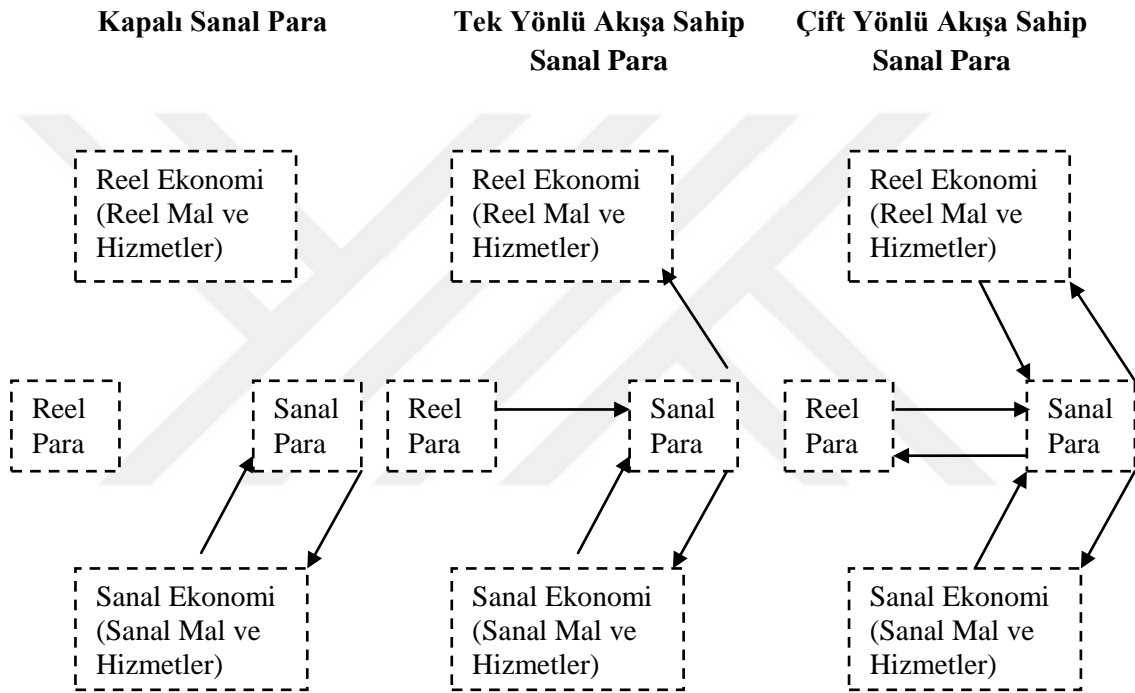 Kapalı Sanal Para
Tek Yönlü Akışa Sahip
Sanal Para
Çift Yönlü Akışa Sahip
Sanal Para
Reel Ekonomi
(Reel Mal ve
Hizmetler)
Reel Ekonomi
(Reel Mal ve
Hizmetler)
Reel Ekonomi
(Reel Mal ve
Hizmetler)
Reel
Para
Sanal
Para
Reel
Para
Sanal
Para
Reel
Para
Sanal
Para
Sanal Ekonomi
(Sanal Mal ve
Hizmetler)
Sanal Ekonomi
(Sanal Mal ve
Hizmetler)
Sanal Ekonomi
(Sanal Mal ve
Hizmetler)